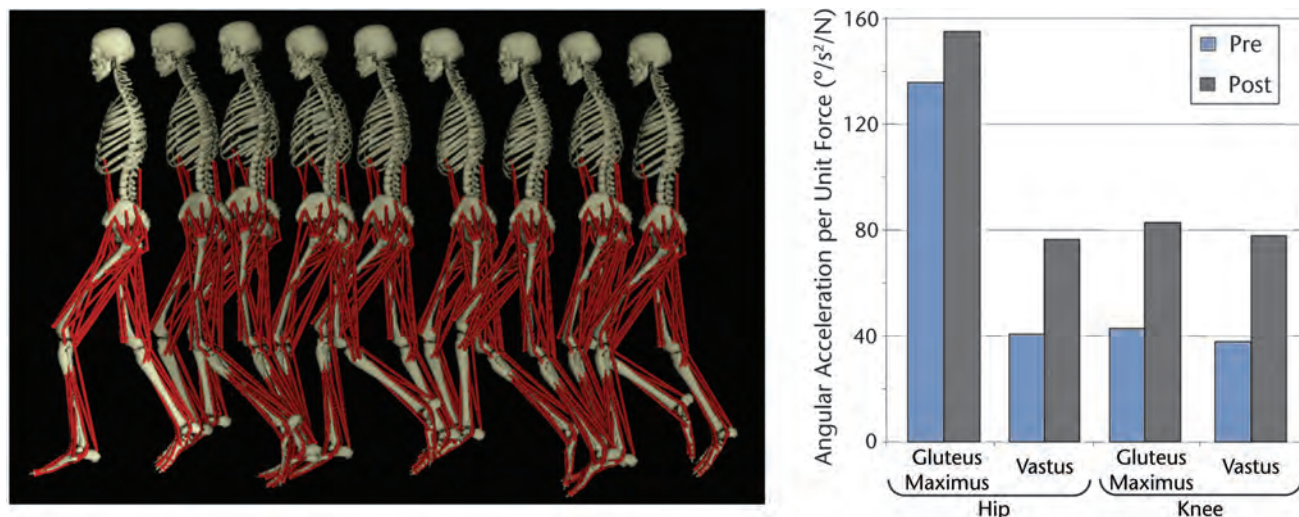 Angular Acceleration per Unit Force (°/s²/N)
160
120
80
40
0
Pre
Post
Gluteus
Maximus
Vastus
Gluteus
Maximus
Vastus
Hip
Knee